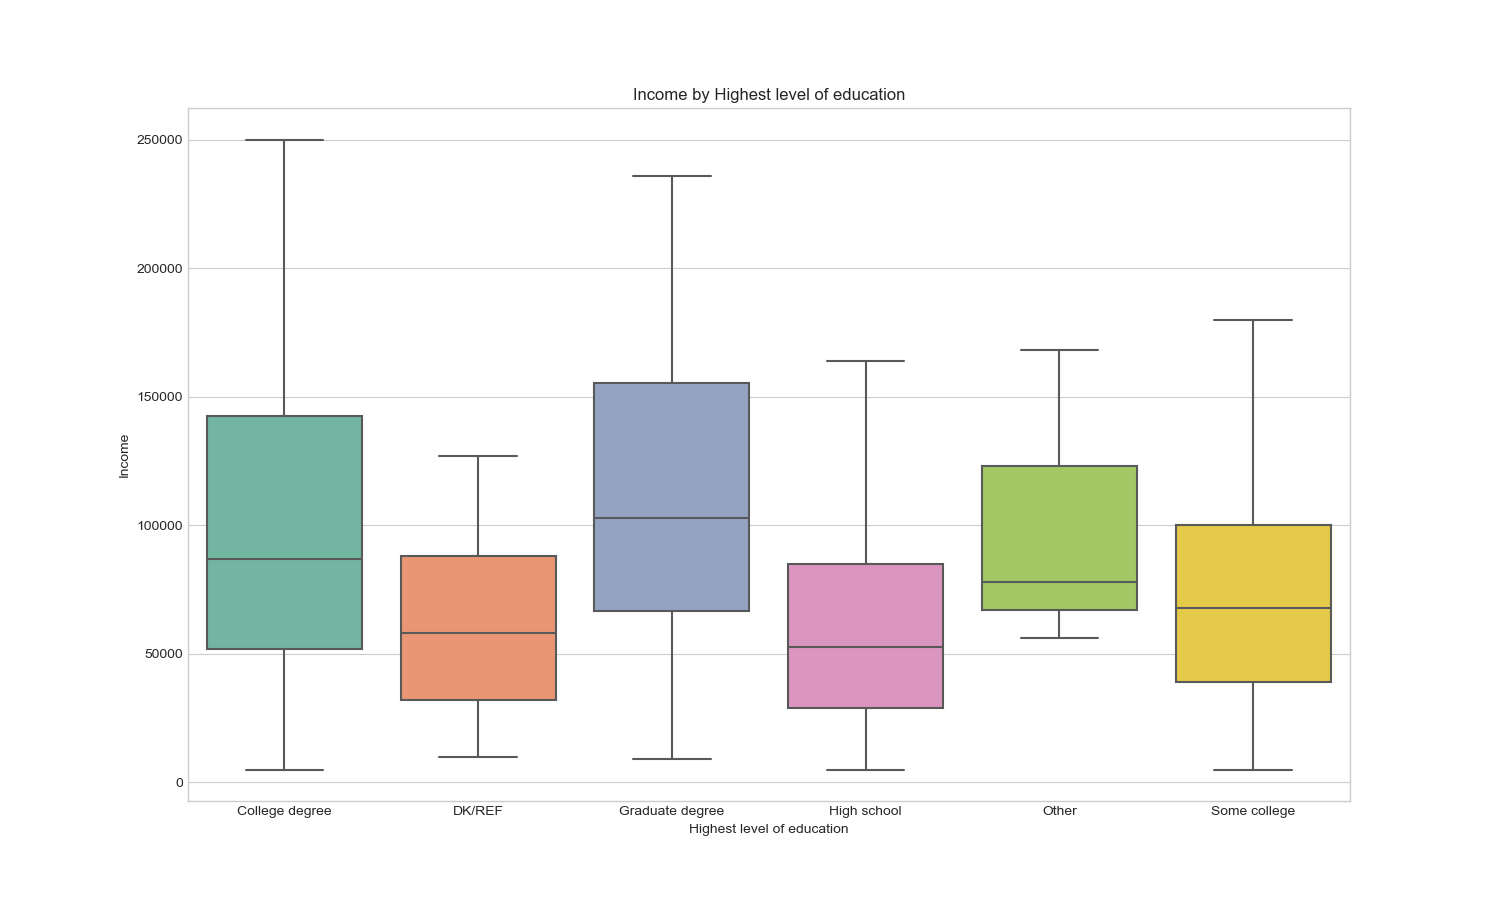 Income by Highest level of education
250000
200000
150000
100000
50000
0
Income
College degree DK/REF Graduate degree High school Other Some college
Highest level of education